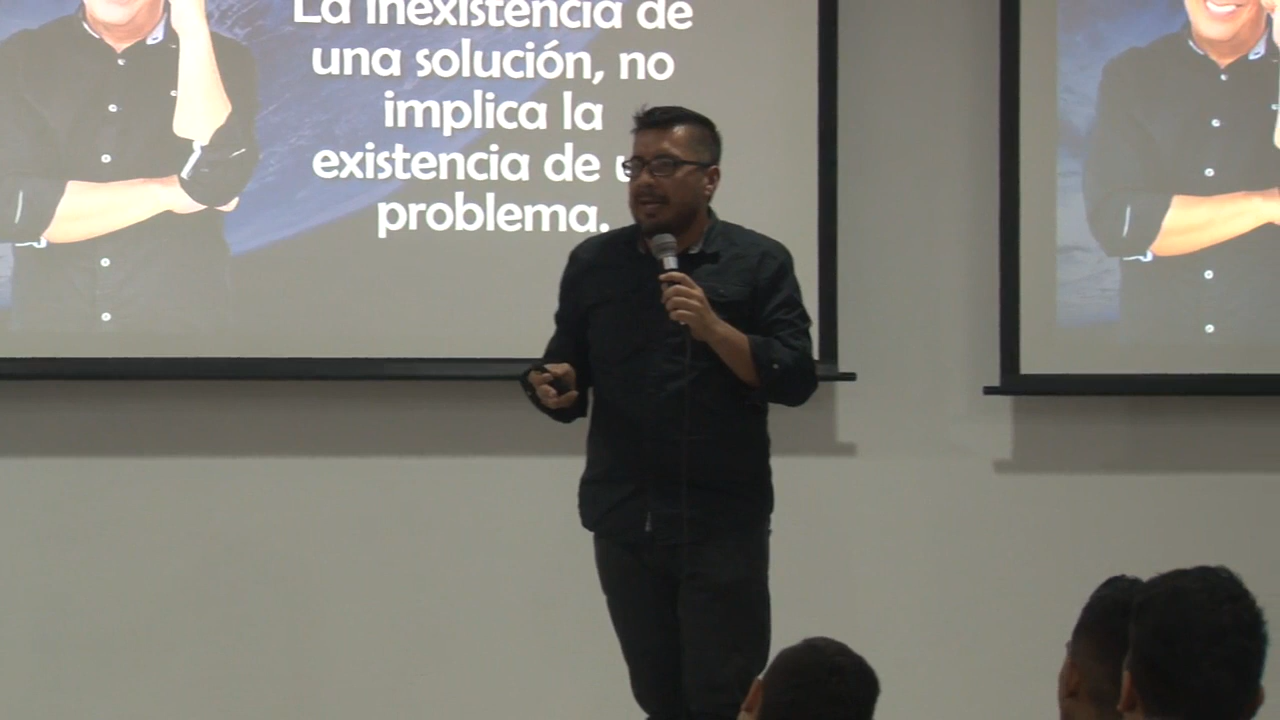 La inexistencia de
una solución, no
implica la
existencia de u
problema.